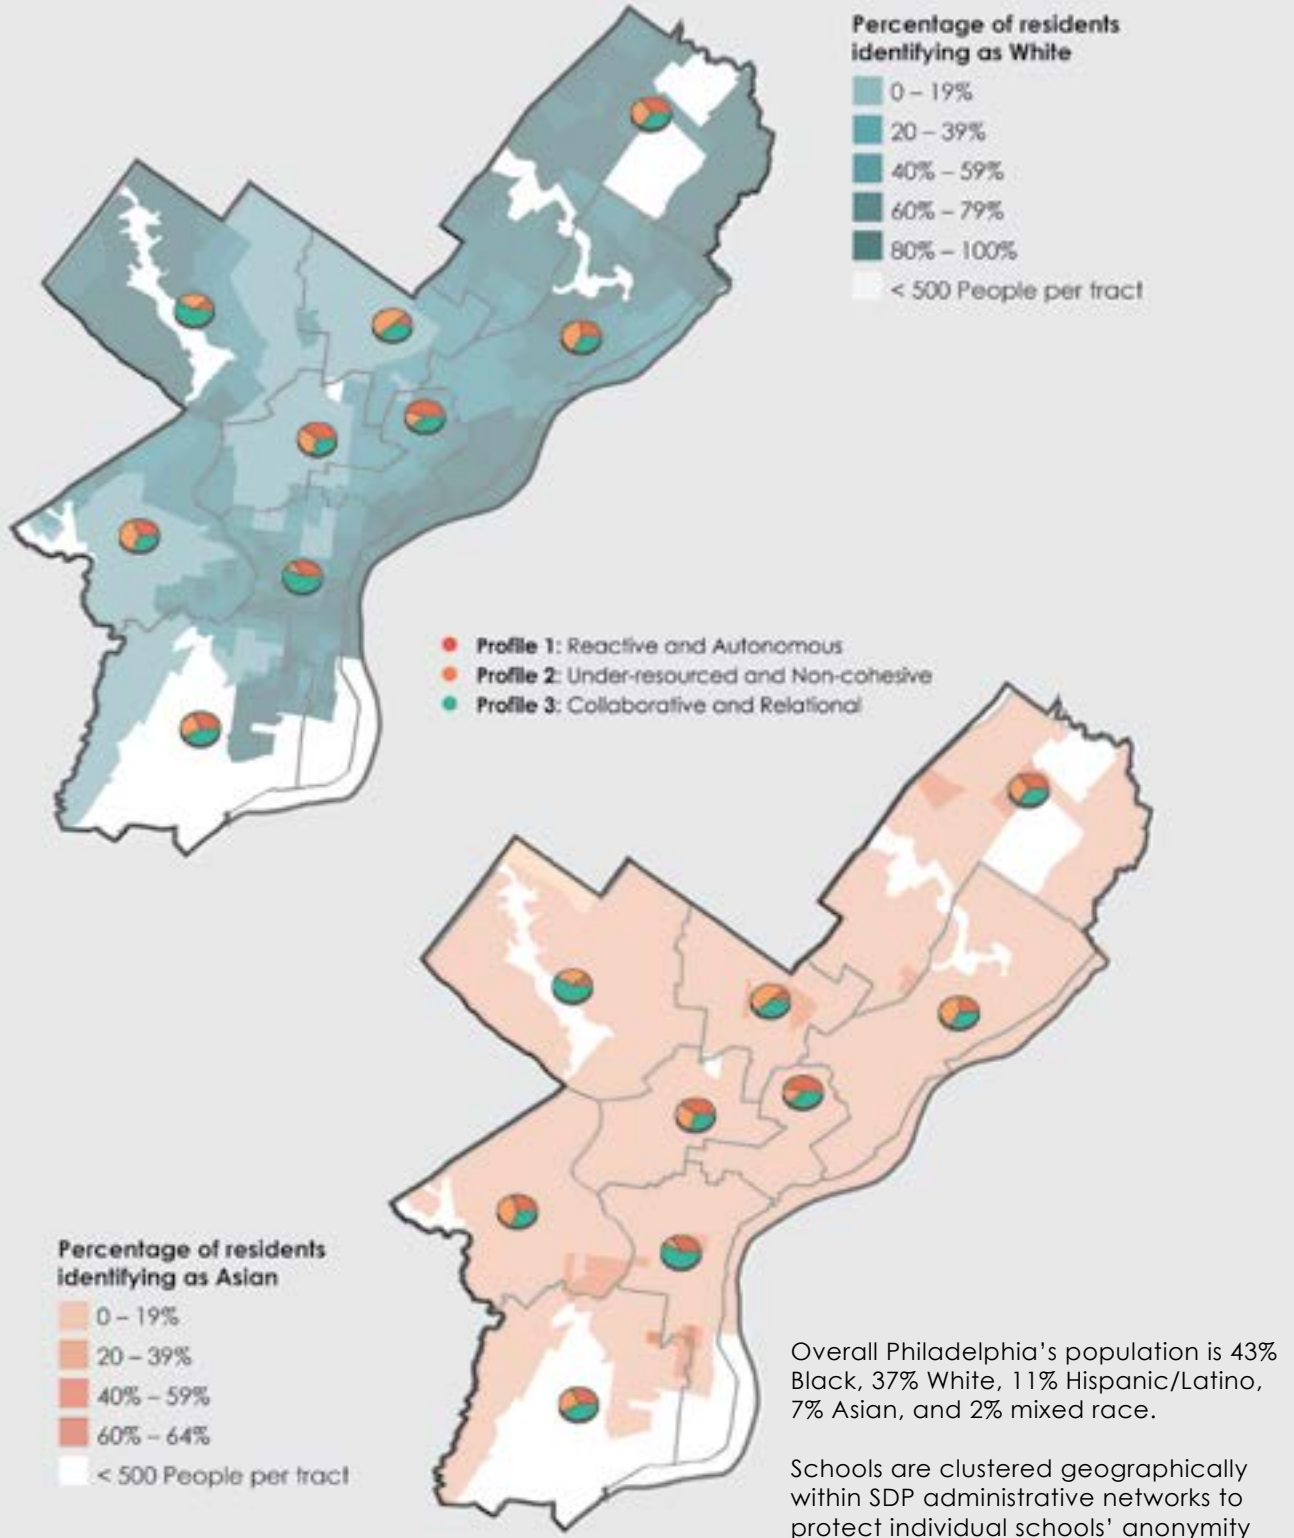 Percentage of residents
identifying as White
0 – 19%
20 – 39%
40% – 59%
60% – 79%
80% – 100%
< 500 People per tract
Profile 1: Reactive and Autonomous
Profile 2: Under-resourced and Non-cohesive
Profile 3: Collaborative and Relational
Percentage of residents
identifying as Asian
0 – 19%
20 – 39%
40% – 59%
60% – 64%
< 500 People per tract
Overall Philadelphia’s population is 43%
Black, 37% White, 11% Hispanic/Latino,
7% Asian, and 2% mixed race.
Schools are clustered geographically
within SDP administrative networks to
protect individual schools’ anonymity